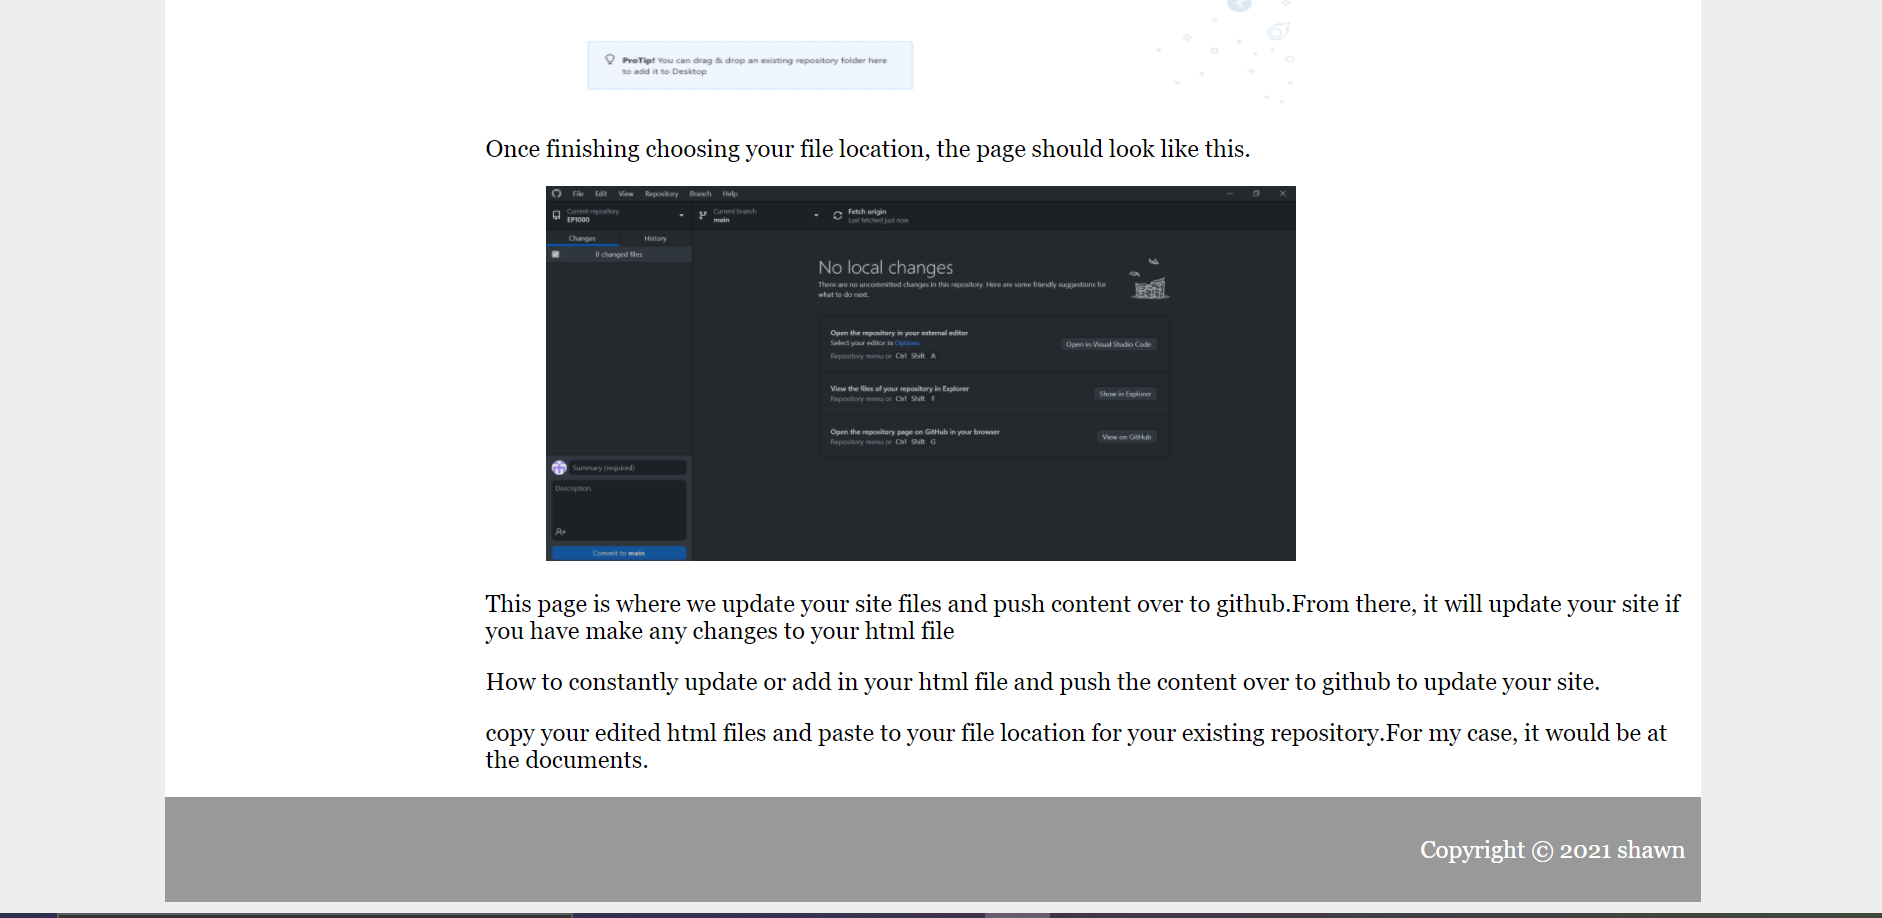 ProTip! You can drag & drop an existing repository folder here
to add it to Desktop
Once finishing choosing your file location, the page should look like this.
File Edit View Repository Branch Help
Current repository
EP1000
Current branch
main
Fetch origin
Last fetched just now
Changes History
0 changed files
No local changes
There are no uncommitted changes in this repository. Here are some friendly suggestions for
what to do next.
Open the repository in your external editor
Select your editor in Options
Repository menu or Ctrl Shift A
Open in Visual Studio Code
View the files of your repository in Explorer
Repository menu or Ctrl Shift F
Show in Explorer
Open the repository page on GitHub in your browser
Repository menu or Ctrl Shift G
View on GitHub
Summary (required)
Description
Commit to main
This page is where we update your site files and push content over to github.From there, it will update your site if
you have make any changes to your html file
How to constantly update or add in your html file and push the content over to github to update your site.
copy your edited html files and paste to your file location for your existing repository.For my case, it would be at
the documents.
Copyright © 2021 shawn